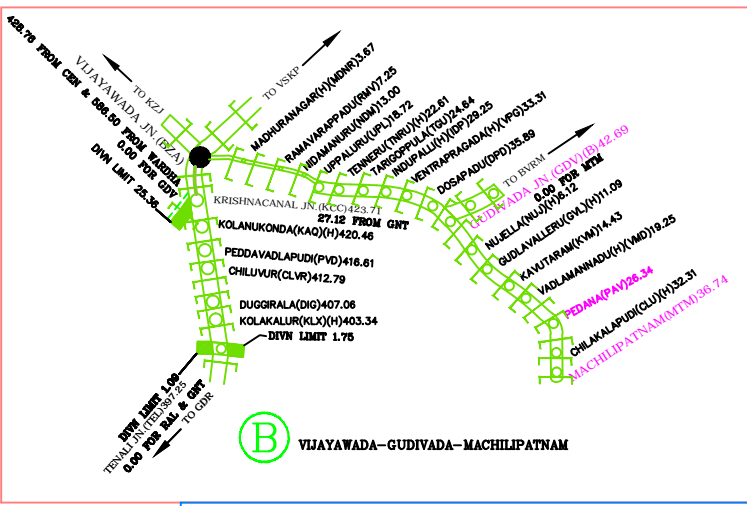 428.76 FROM CEN & 586.50 FROM WARDHA
VIJAYAWADA JN.(BZA)
0.00 FOR GDV
DIVN LIMIT 25.36
TO KZJ
TO VSKP
MADHURANAGAR(H)(MDNR)3.67
RAMAVARAPPADU(RMV)7.25
NIDAMANURU(NDM)13.00
UPPALURU(UPL)18.72
TENNERU(TNRU)(H)22.61
TARIGOPPULA(TGU)24.64
INDUPALLI(H)(IDP)29.25
VENTRAPRAGADA(H)(VPG)33.31
DOSAPADU(DPD)35.89
TO BVRM
GUDIVADA JN.(GDV)(B)42.69
0.00 FOR MTM
NUJELLA(NUJ)(H)6.12
GUDLAVALLERU(GVL)(H)11.09
KAVUTARAM(KVM)14.43
VADLAMANNADU(H)(VMD)19.25
PEDANA(PAV)26.34
CHILAKALAPUDI(CLU)(H)32.31
MACHILIPATNAM(MTM)36.74
KRISHNACANAL JN.(KCC)423.71
27.12 FROM GNT
KOLANUKONDA(KAQ)(H)420.46
PEDDAVADLAPUDI(PVD)416.61
CHILUVUR(CLVR)412.79
DUGGIRALA(DIG)407.06
KOLAKALUR(KLX)(H)403.34
DIVN LIMIT 1.75
DIVN LIMIT 1.09
TENALI JN.(TEL)397.25
0.00 FOR RAL & GNT
TO GDR
B
VIJAYAWADA-GUDIVADA-MACHILIPATNAM